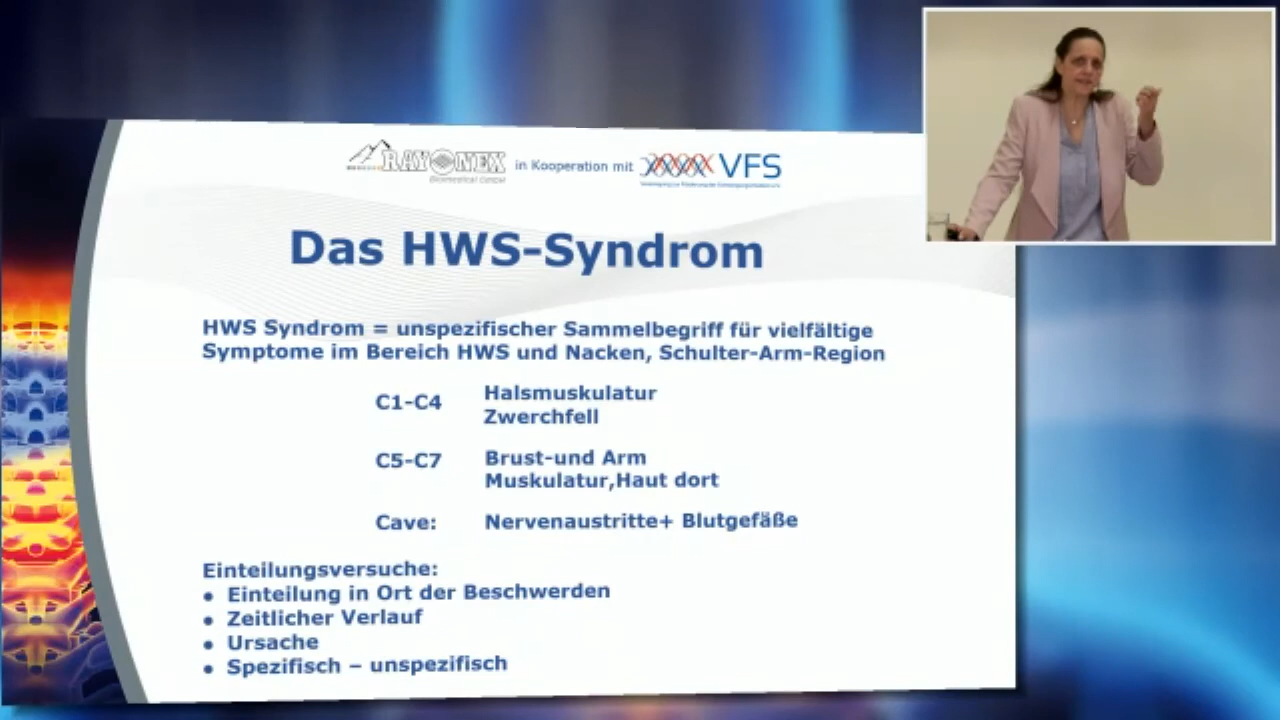 RAYONEX
Biomedical GmbH
in Kooperation mit
VFS
Das HWS-Syndrom
HWS Syndrom = unspezifischer Sammelbegriff für vielfältige
Symptome im Bereich HWS und Nacken, Schulter-Arm-Region
C1-C4
Halsmuskulatur
Zwerchfell
C5-C7
Brust-und Arm
Muskulatur,Haut dort
Cave:
Nervenaustritte+ Blutgefäße
Einteilungsversuche:
• Einteilung in Ort der Beschwerden
• Zeitlicher Verlauf
• Ursache
• Spezifisch – unspezifisch